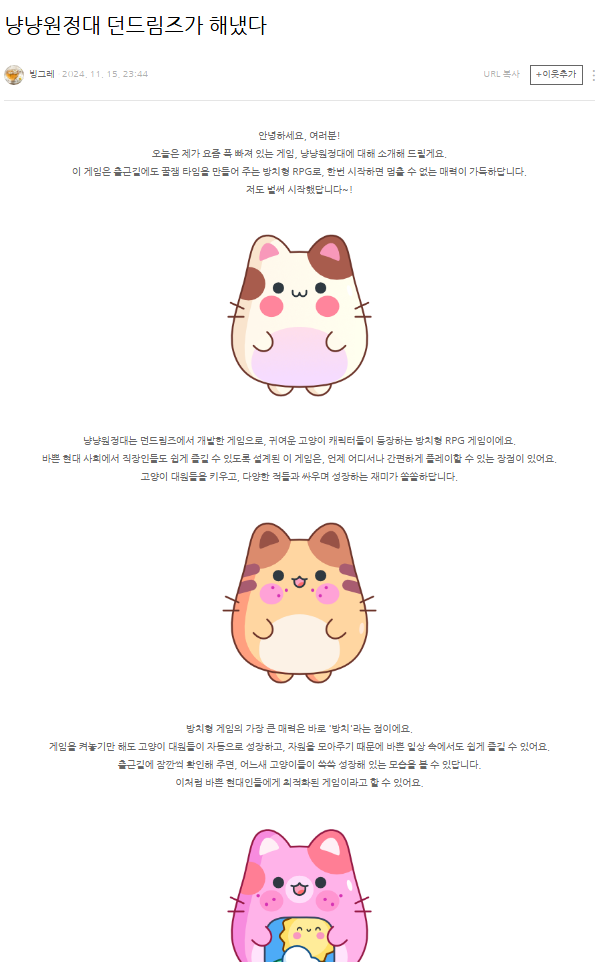 냥냥원정대 던드림즈가 해냈다
빙그레 2024. 11. 15. 23:44
URL 복사 +이웃추가
안녕하세요, 여러분!
오늘은 제가 요즘 푹 빠져 있는 게임, 냥냥원정대에 대해 소개해 드릴게요.
이 게임은 출근길에도 꿀잼 타임을 만들어 주는 방치형 RPG로, 한번 시작하면 멈출 수 없는 매력이 가득하답니다.
저도 벌써 시작했답니다~!
냥냥원정대는 던드림즈에서 개발한 게임으로, 귀여운 고양이 캐릭터들이 등장하는 방치형 RPG 게임이에요.
바쁜 현대 사회에서 직장인들도 쉽게 즐길 수 있도록 설계된 이 게임은, 언제 어디서나 간편하게 플레이할 수 있는 장점이 있어요.
고양이 대원들을 키우고, 다양한 적들과 싸우며 성장하는 재미가 쏠쏠하답니다.
방치형 게임의 가장 큰 매력은 바로 '방치'라는 점이에요.
게임을 켜놓기만 해도 고양이 대원들이 자동으로 성장하고, 자원을 모아주기 때문에 바쁜 일상 속에서도 쉽게 즐길 수 있어요.
출근길에 잠깐씩 확인해 주면, 어느새 고양이들이 쑥쑥 성장해 있는 모습을 볼 수 있답니다.
이처럼 바쁜 현대인들에게 최적화된 게임이라고 할 수 있어요.